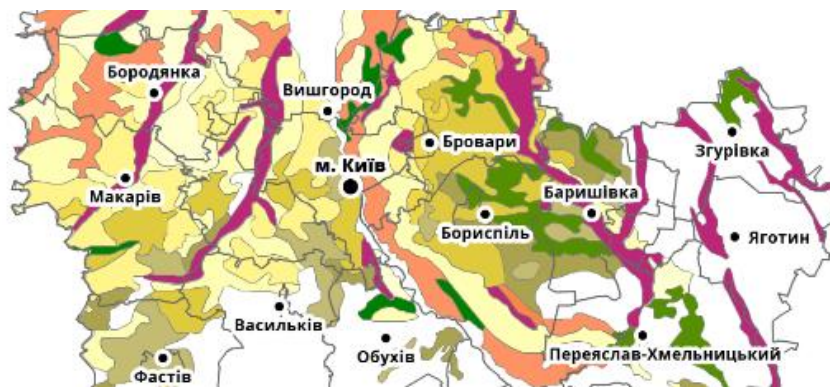 Бородянка
Вишгород
Бровари
Згурівка
м. Київ
Макарів
Баришівка
Бориспіль
Яготин
Васильків
Обухів
Переяслав-Хмельницький
Фастів